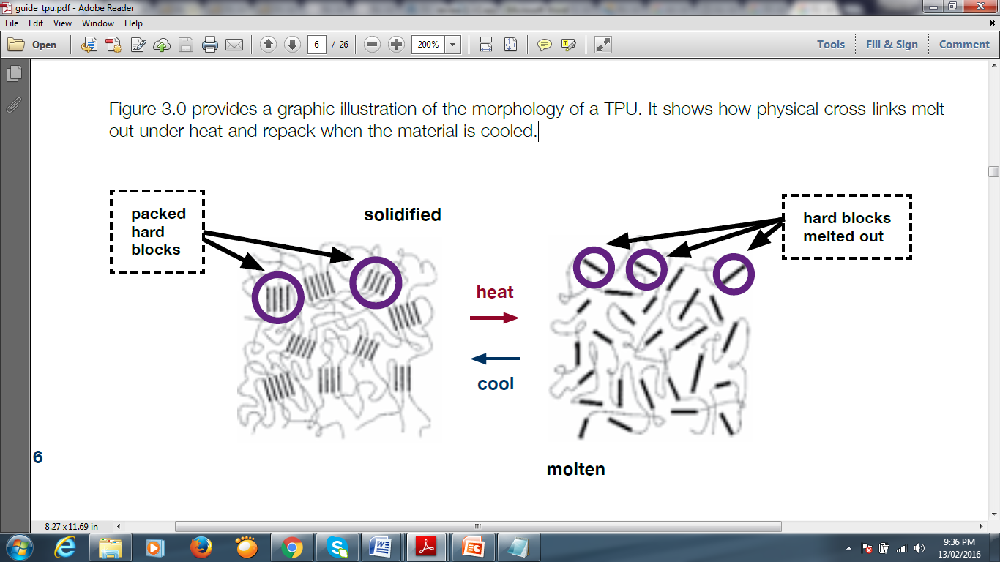 guide_tpu.pdf - Adobe Reader
File Edit View Window Help
Open
6 / 26
200%
Tools Fill & Sign Comment
Figure 3.0 provides a graphic illustration of the morphology of a TPU. It shows how physical cross-links melt
out under heat and repack when the material is cooled.
packed
hard
blocks
solidified
hard blocks
melted out
heat
cool
6
molten
8.27 x 11.69 in
9:36 PM
13/02/2016